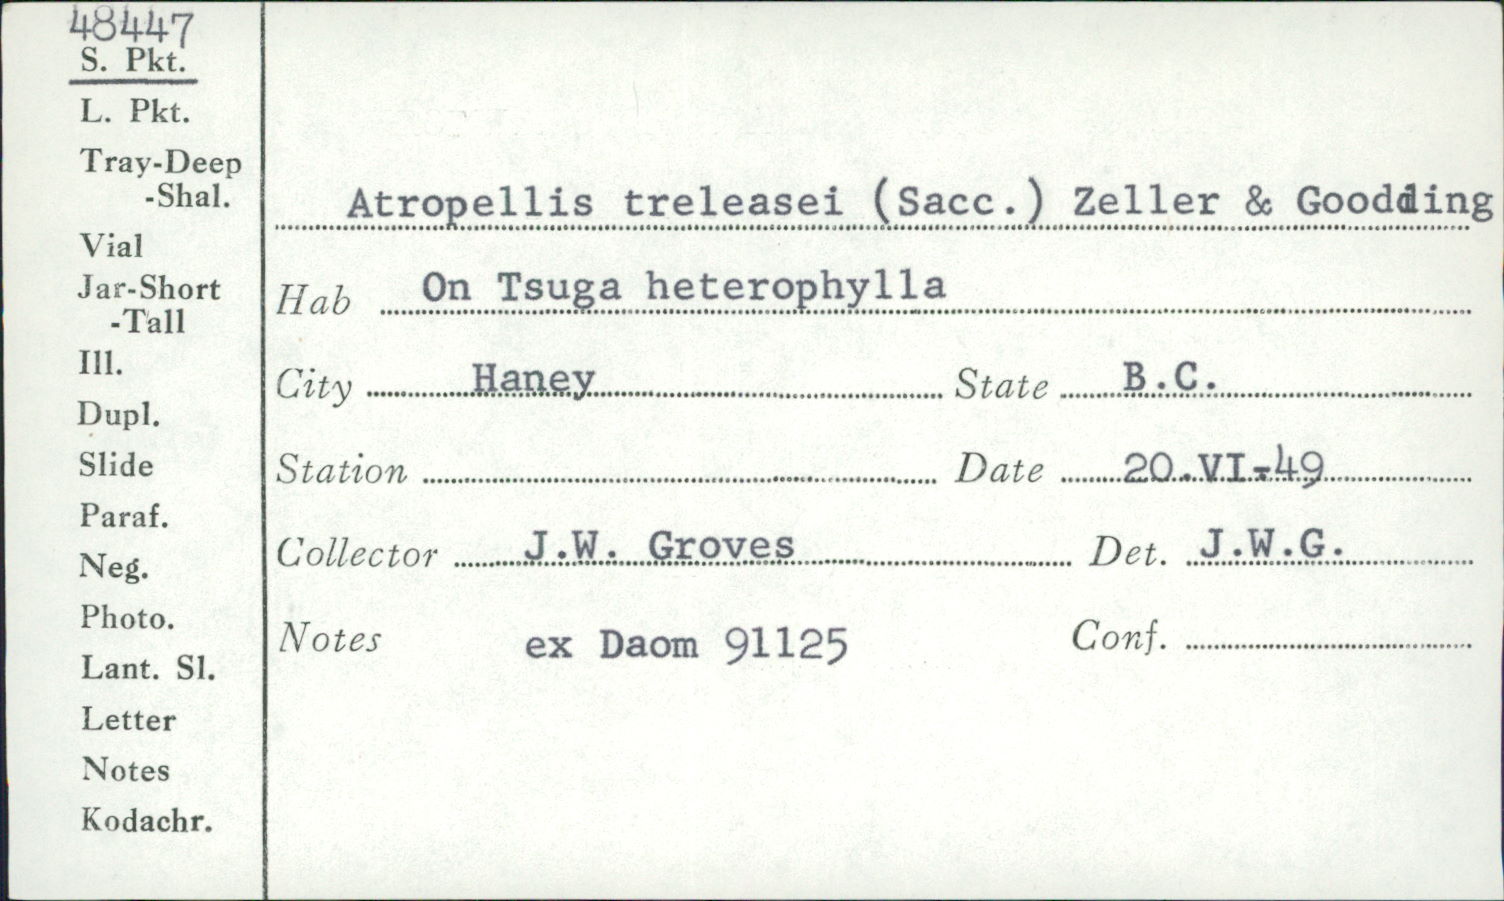 48447
S. Pkt.
L. Pkt.
Tray-Deep
-Shal.
Vial
Jar-Short
-Tall
Ill.
Dupl.
Slide
Paraf.
Neg.
Photo.
Lant. Sl.
Letter
Notes
Kodachr.
Atropellis treleasei (Sacc.) Zeller & Goodding
Hab On Tsuga heterophylla
City Haney State B.C.
Station Date 20.VI.49
Collector J.W. Groves Det. J.W.G.
Notes ex Daom 91125 Conf.